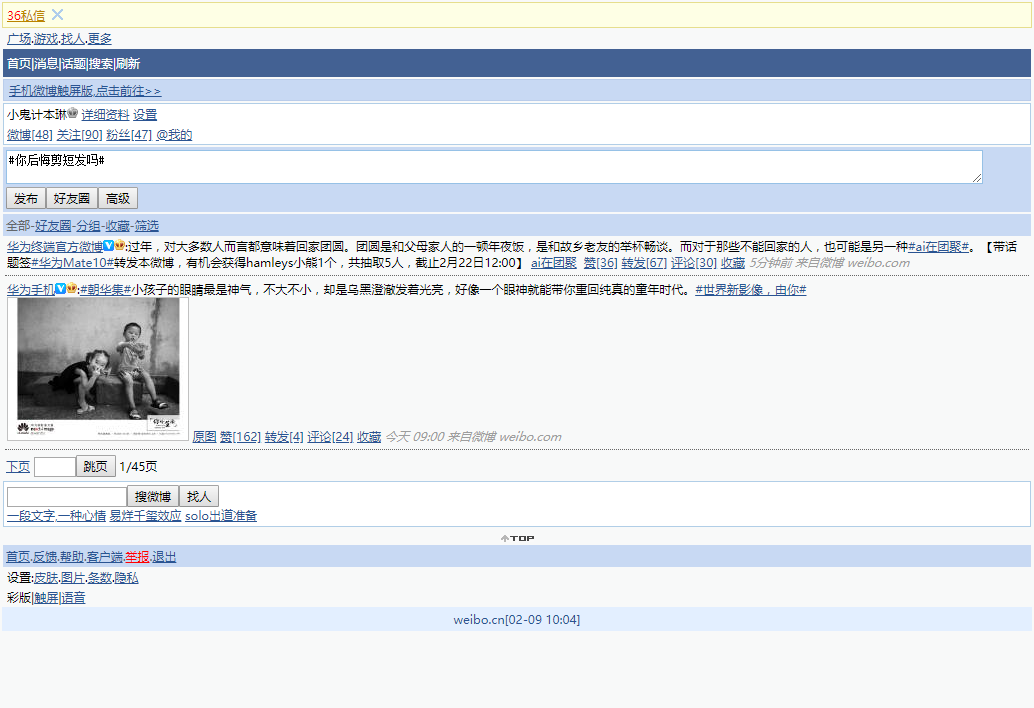 36私信
广场.游戏.找人.更多
首页|消息|话题|搜索|刷新
手机微博触屏版,点击前往>>
小鬼计本琳 详细资料 设置
微博[48] 关注[90] 粉丝[47] @我的
#你后悔剪短发吗#
发布 好友圈 高级
全部-好友圈-分组-收藏-筛选
华为终端官方微博:过年，对大多数人而言都意味着回家团圆。团圆是和父母家人的一顿年夜饭，是和故乡老友的举杯畅谈。而对于那些不能回家的人，也可能是另一种#ai在团聚#。【带话
题签#华为Mate10#转发本微博，有机会获得hamleys小熊1个，共抽取5人，截止2月22日12:00】 ai在团聚 赞[36] 转发[67] 评论[30] 收藏 5分钟前 来自微博 weibo.com
华为手机:#朝华集#小孩子的眼睛最是神气，不大不小，却是乌黑澄澈发着光亮，好像一个眼神就能带你重回纯真的童年时代。#世界新影像，由你#
原图 赞[162] 转发[4] 评论[24] 收藏 今天 09:00 来自微博 weibo.com
下页 跳页 1/45页
搜微博 找人
一段文字,一种心情 易烊千玺效应 solo出道准备
TOP
首页.反馈.帮助.客户端.举报.退出
设置:皮肤.图片.条数.隐私
彩版|触屏|语音
weibo.cn[02-09 10:04]